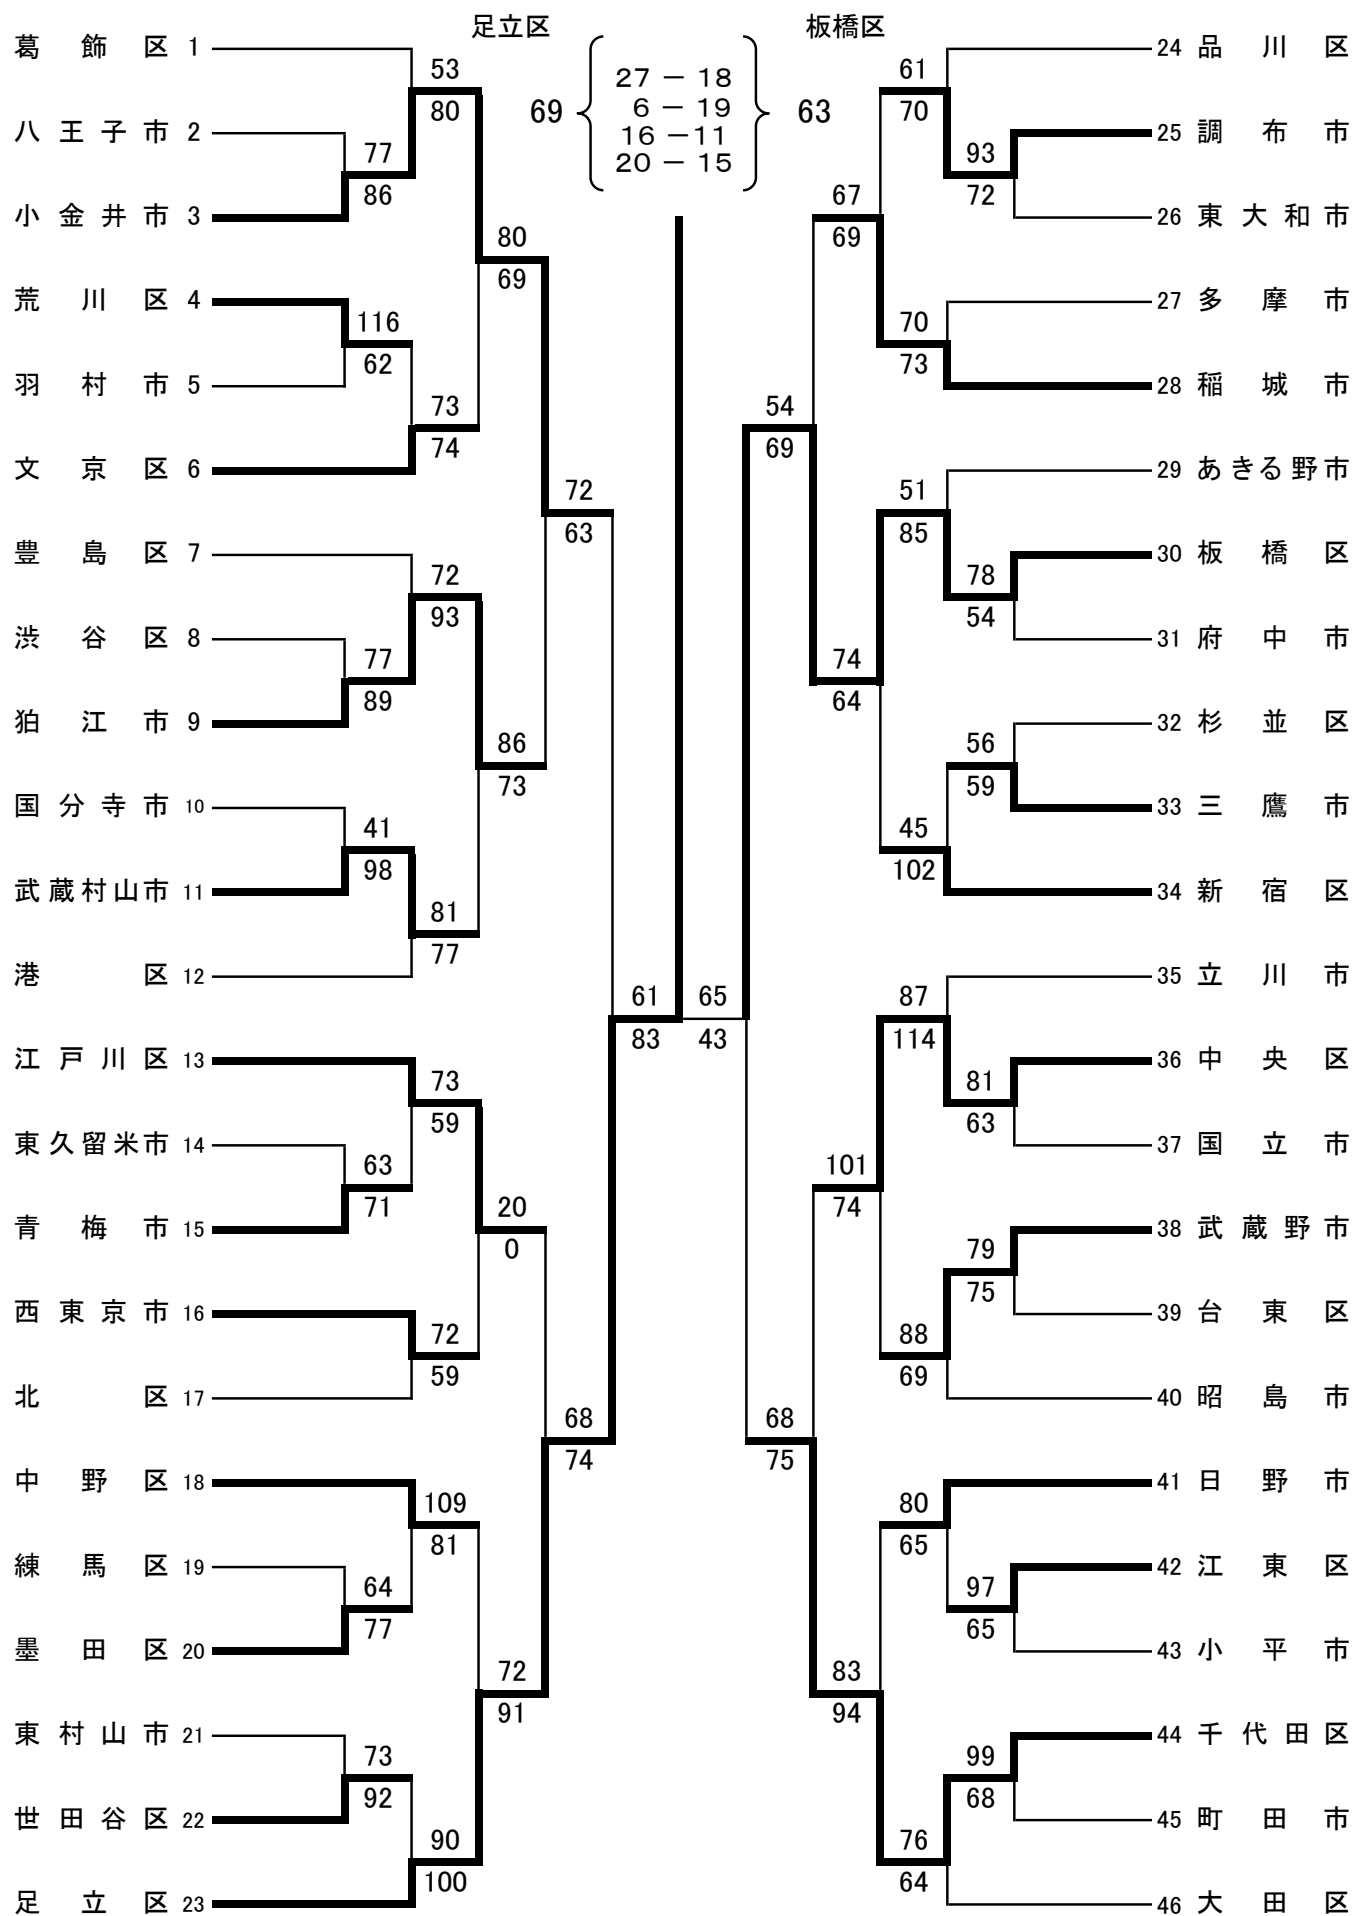 足立区
板橋区
69
27 － 18
6 － 19
16 －11
20 － 15
63
葛飾区 1
八王子市 2
小金井市 3
荒川区 4
羽村市 5
文京区 6
豊島区 7
渋谷区 8
狛江市 9
国分寺市 10
武蔵村山市 11
港区 12
江戸川区 13
東久留米市 14
青梅市 15
西東京市 16
北区 17
中野区 18
練馬区 19
墨田区 20
東村山市 21
世田谷区 22
足立区 23
77
86
116
62
77
89
41
98
63
71
64
77
73
92
53
80
73
74
72
93
81
77
73
59
72
59
109
81
90
100
80
69
86
73
20
0
72
91
72
63
68
74
61
83
65
43
54
69
68
75
67
69
74
64
101
74
83
94
61
70
70
73
51
85
45
102
87
114
88
69
80
65
76
64
93
72
78
54
56
59
81
63
79
75
97
65
99
68
24 品川区
25 調布市
26 東大和市
27 多摩市
28 稲城市
29 あきる野市
30 板橋区
31 府中市
32 杉並区
33 三鷹市
34 新宿区
35 立川市
36 中央区
37 国立市
38 武蔵野市
39 台東区
40 昭島市
41 日野市
42 江東区
43 小平市
44 千代田区
45 町田市
46 大田区